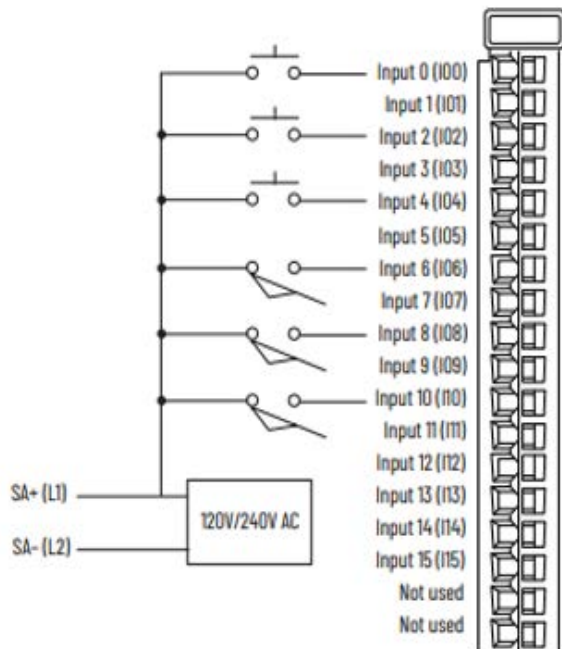 Input 0 (I00)
Input 1 (I01)
Input 2 (I02)
Input 3 (I03)
Input 4 (I04)
Input 5 (I05)
Input 6 (I06)
Input 7 (I07)
Input 8 (I08)
Input 9 (I09)
Input 10 (I10)
Input 11 (I11)
Input 12 (I12)
Input 13 (I13)
Input 14 (I14)
Input 15 (I15)
Not used
Not used
SA+ (L1)
SA- (L2)
120V/240V AC